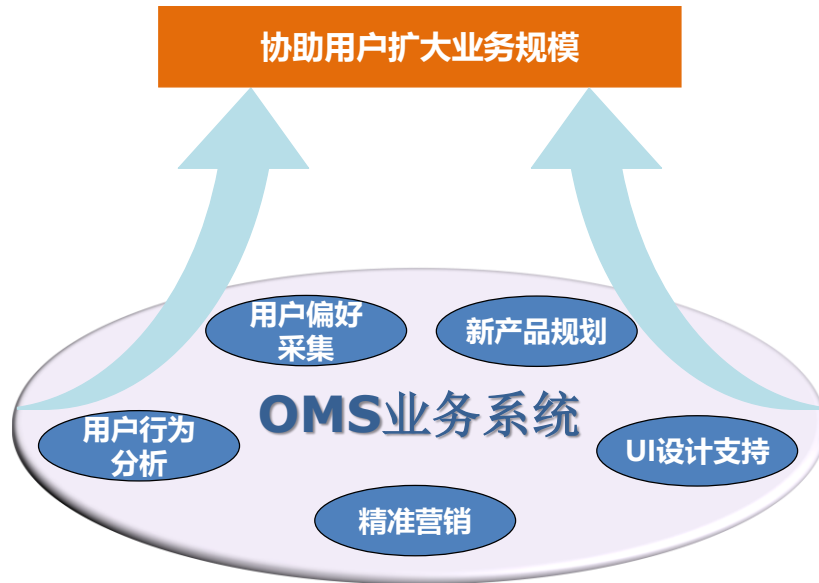 协助用户扩大业务规模
用户偏好
采集
新产品规划
OMS业务系统
用户行为
分析
UI设计支持
精准营销